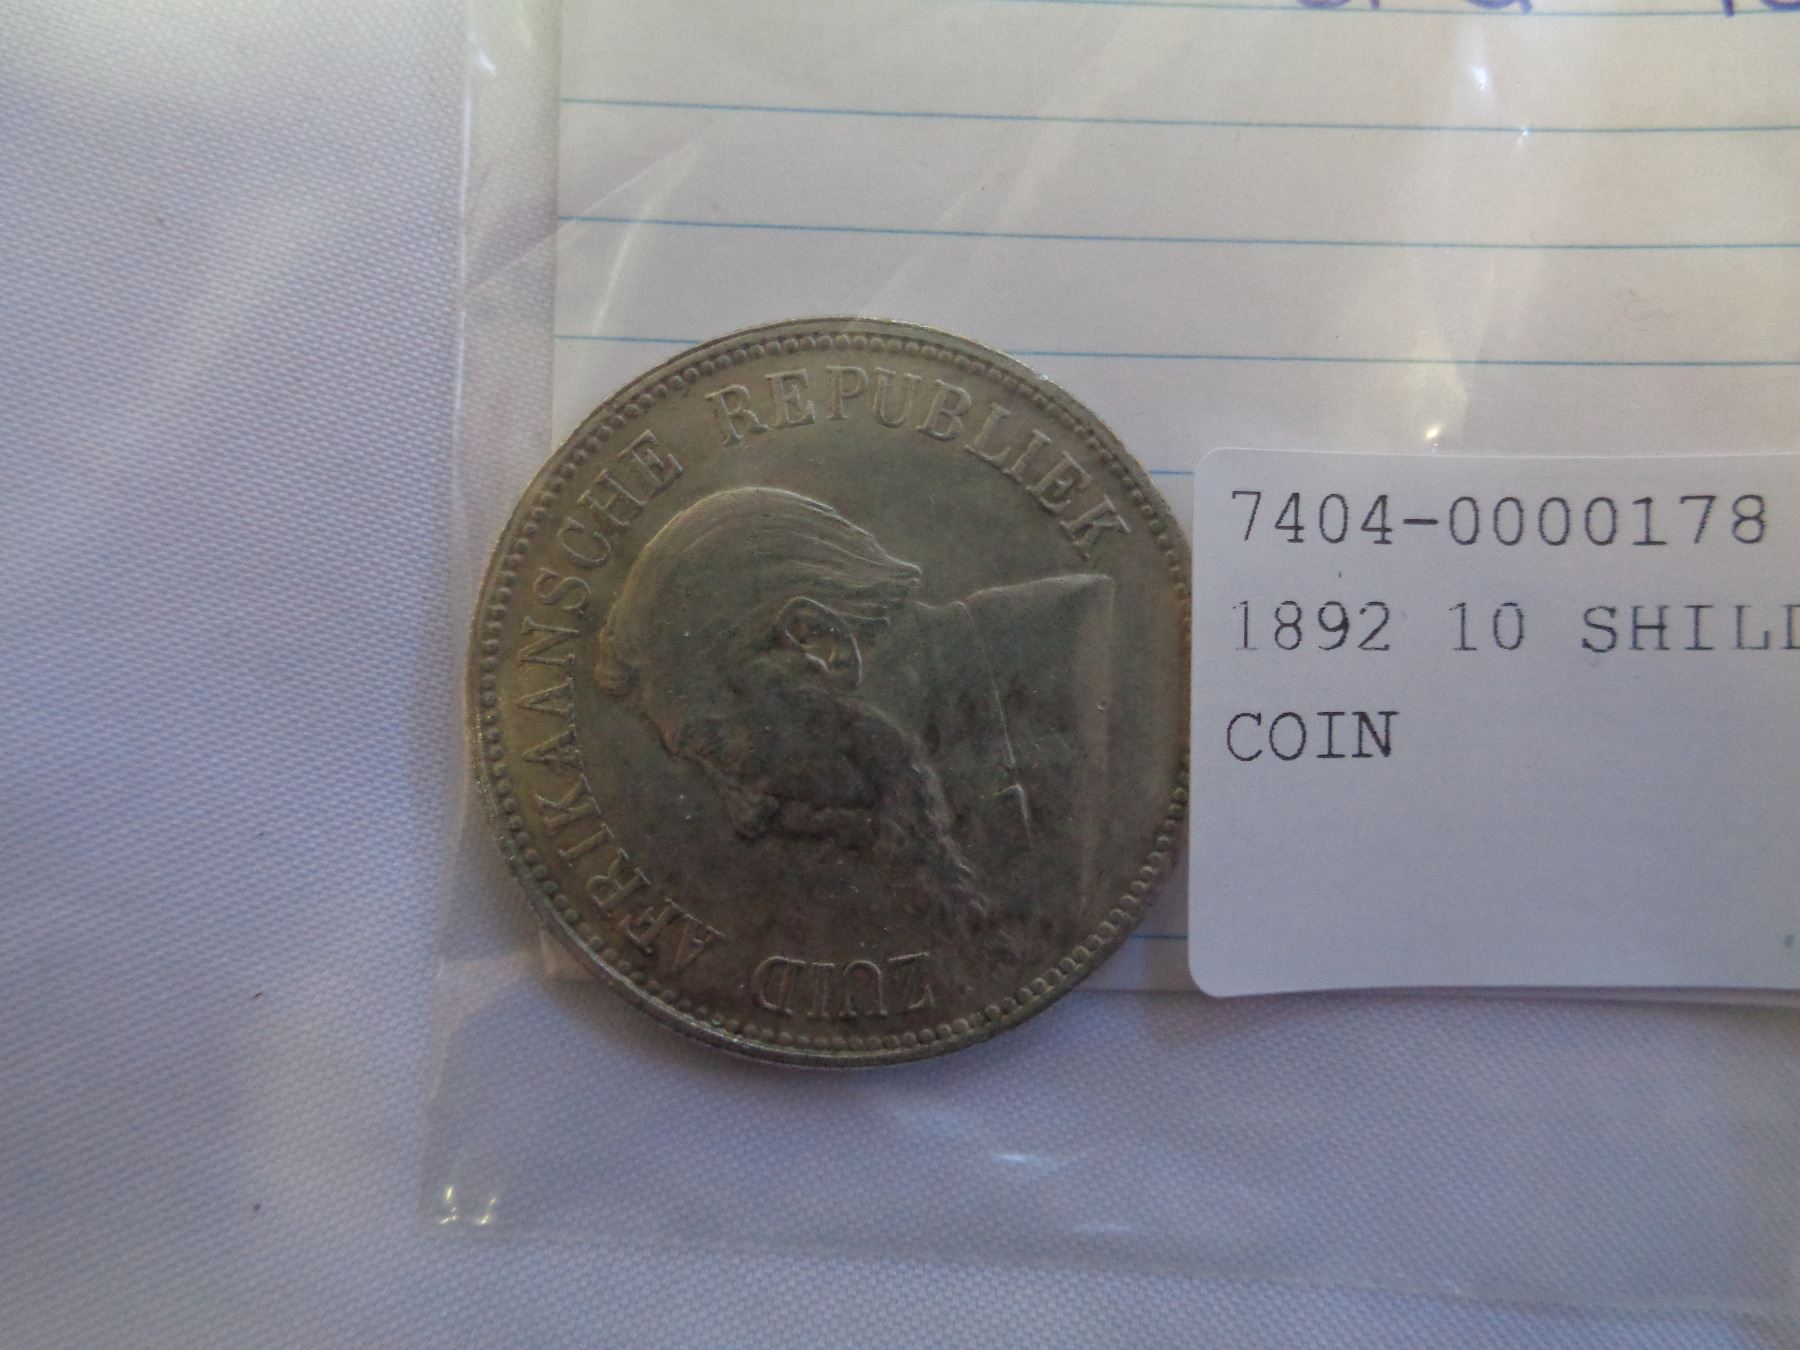 ZUID AFRIKAANSCHE REPUBLIEK
7404-0000178
1892 10 SHILL
COIN